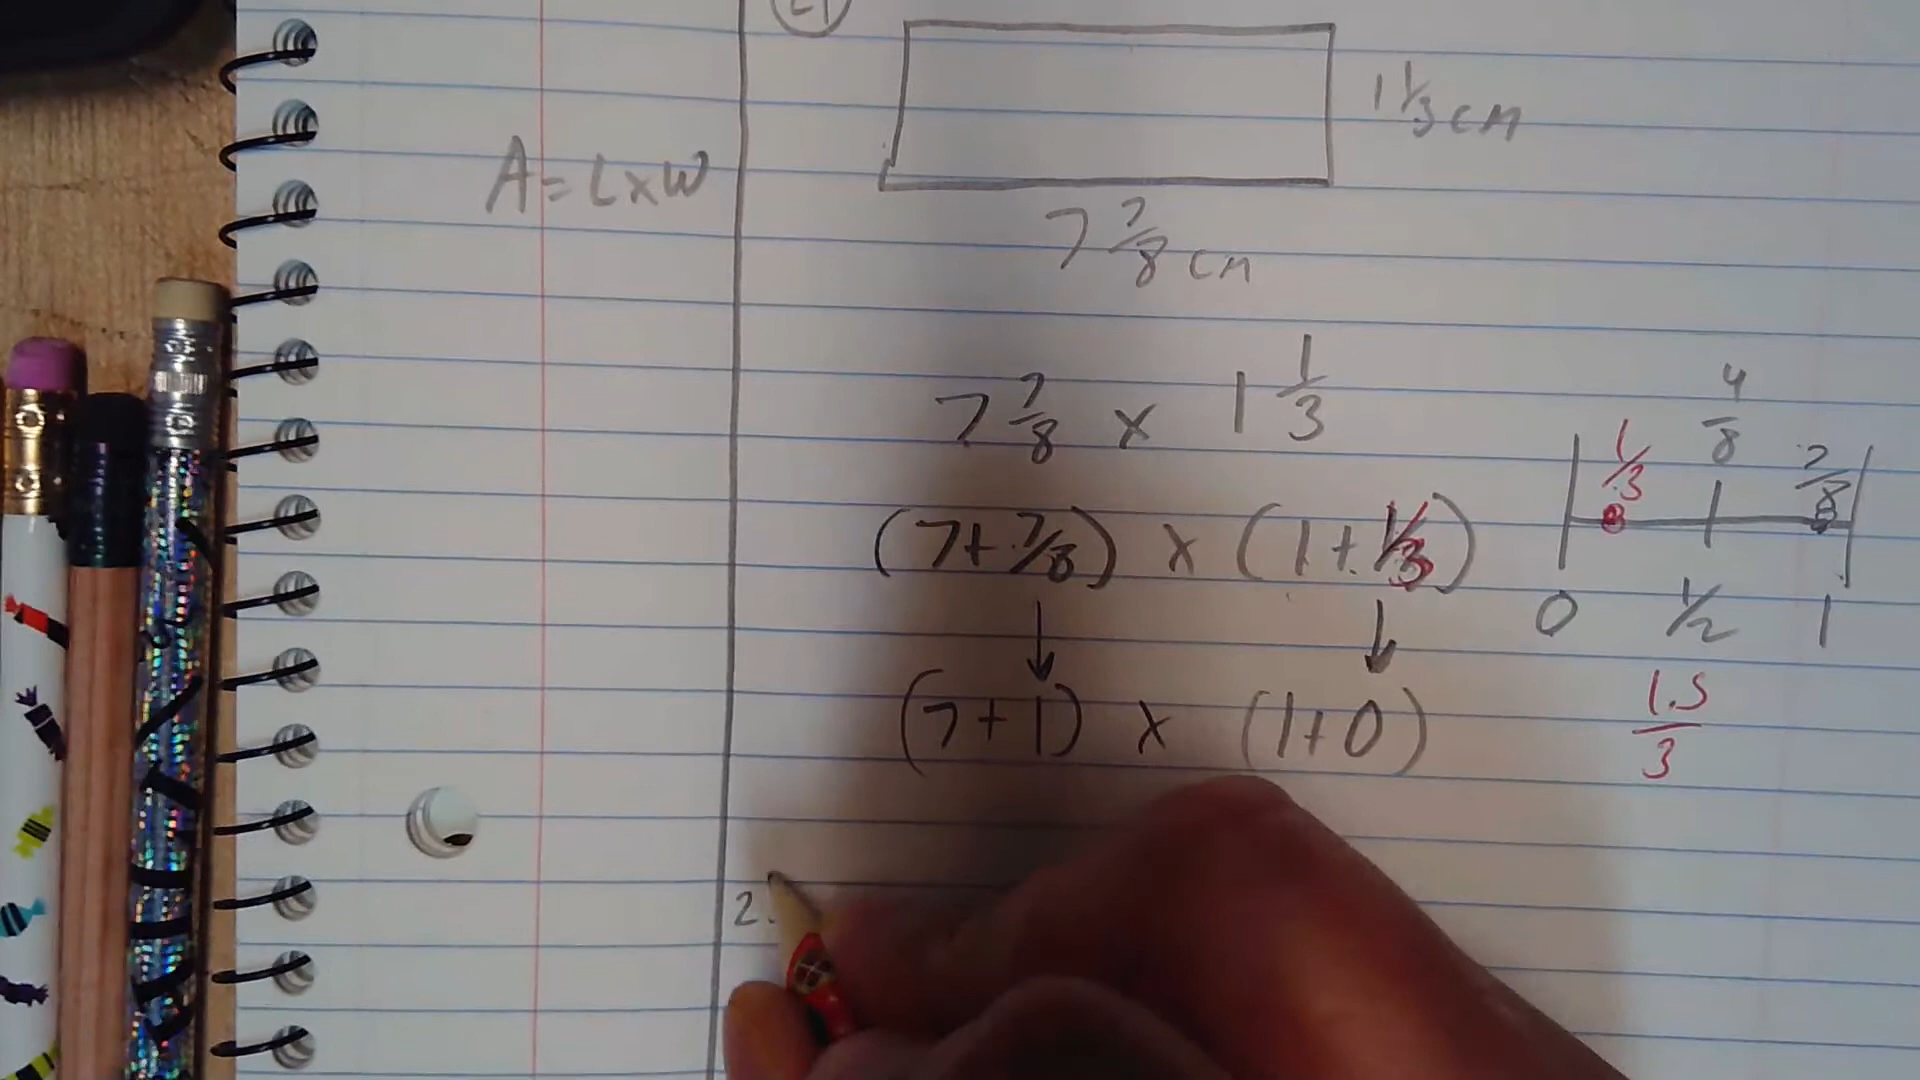 1 1/3 cm
A = L x W
7 7/8 cm
7 7/8 x 1 1/3
(7 + 7/8) x (1 + 1/3)
1/3 4/8 7/8
0 1/2 1
(7 + 1) x (1 + 0)
1.5/3
2.